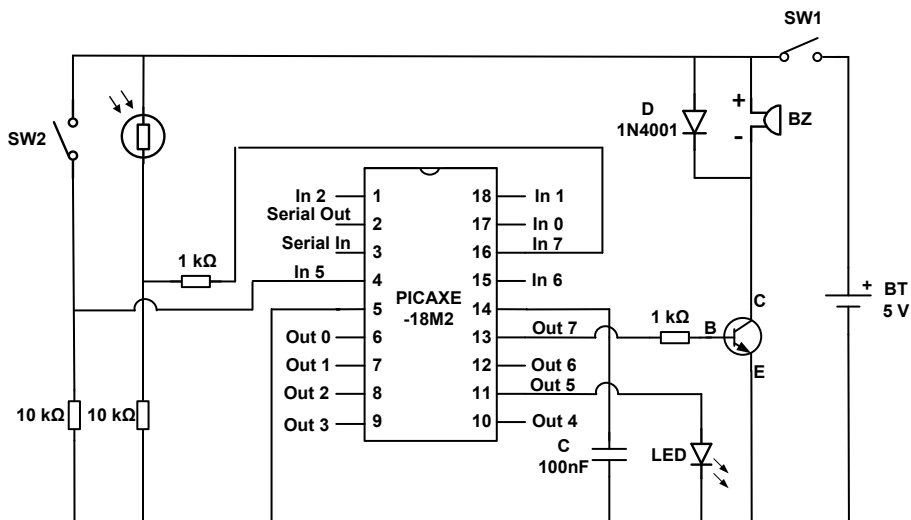 SW1
+
D
1N4001
+
-
BZ
SW2
In 2
1
18
In 1
Serial Out
2
17
In 0
Serial In
3
16
In 7
1 kΩ
In 5
4
15
In 6
PICAXE
-18M2
5
14
C
+
BT
5 V
Out 0
6
13
Out 7
1 kΩ
B
Out 1
7
12
Out 6
E
Out 2
8
11
Out 5
10 kΩ
10 kΩ
Out 3
9
10
Out 4
C
100nF
LED